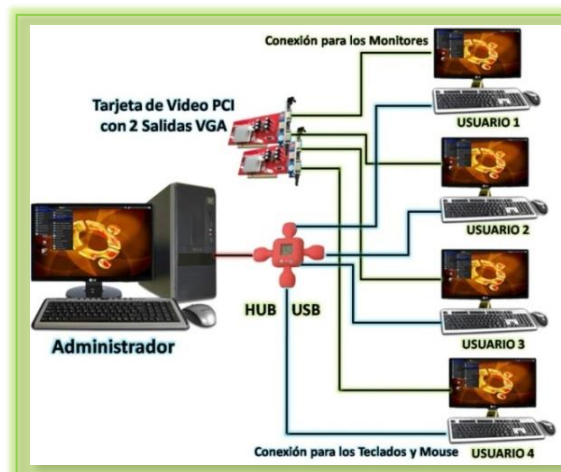 Conexión para los Monitores
Tarjeta de Video PCI
con 2 Salidas VGA
USUARIO 1
USUARIO 2
HUB USB
USUARIO 3
Administrador
Conexión para los Teclados y Mouse
USUARIO 4